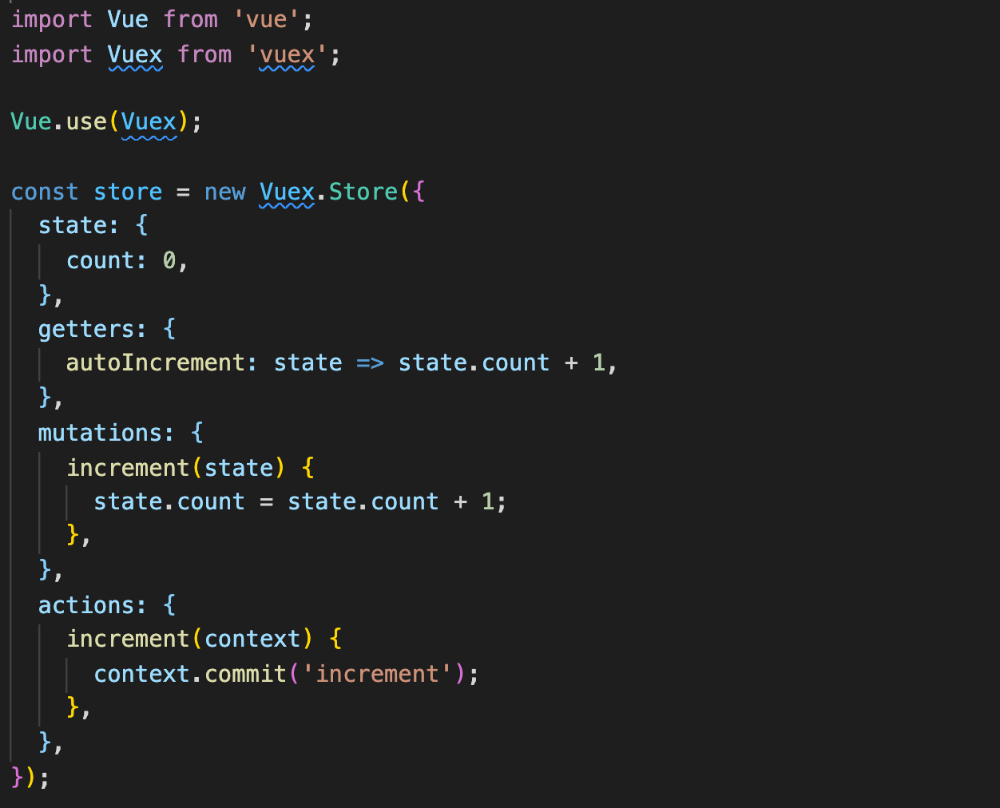 import Vue from 'vue';
import Vuex from 'vuex';

Vue.use(Vuex);

const store = new Vuex.Store({
  state: {
    count: 0,
  },
  getters: {
    autoIncrement: state => state.count + 1,
  },
  mutations: {
    increment(state) {
      state.count = state.count + 1;
    },
  },
  actions: {
    increment(context) {
      context.commit('increment');
    },
  },
});